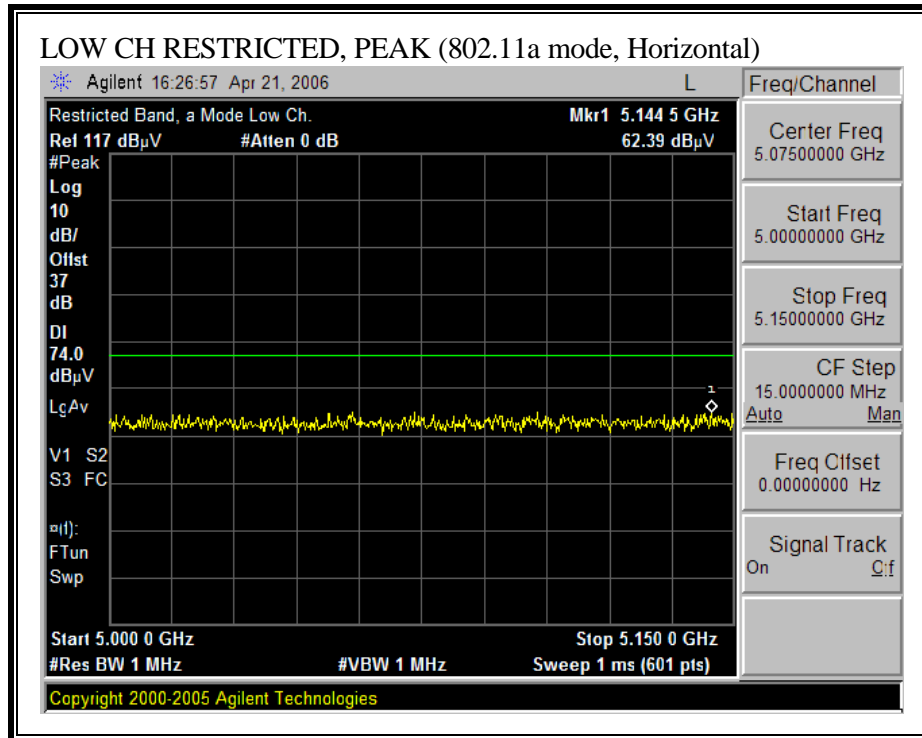 LOW CH RESTRICTED, PEAK (802.11a mode, Horizontal)
Agilent 16:26:57 Apr 21, 2006 L
Freq/Channel
Restricted Band, a Mode Low Ch. Mkr1 5.144 5 GHz
Ref 117 dBµV #Atten 0 dB 62.39 dBµV
#Peak
Log
10
dB/
Offst
37
dB
DI
74.0
dBµV
LgAv
V1 S2
S3 FC
¤(f):
FTun
Swp
1
Start 5.000 0 GHz Stop 5.150 0 GHz
#Res BW 1 MHz #VBW 1 MHz Sweep 1 ms (601 pts)
Center Freq
5.07500000 GHz
Start Freq
5.00000000 GHz
Stop Freq
5.15000000 GHz
CF Step
15.0000000 MHz
Auto Man
Freq Offset
0.00000000 Hz
Signal Track
On Off
Copyright 2000-2005 Agilent Technologies